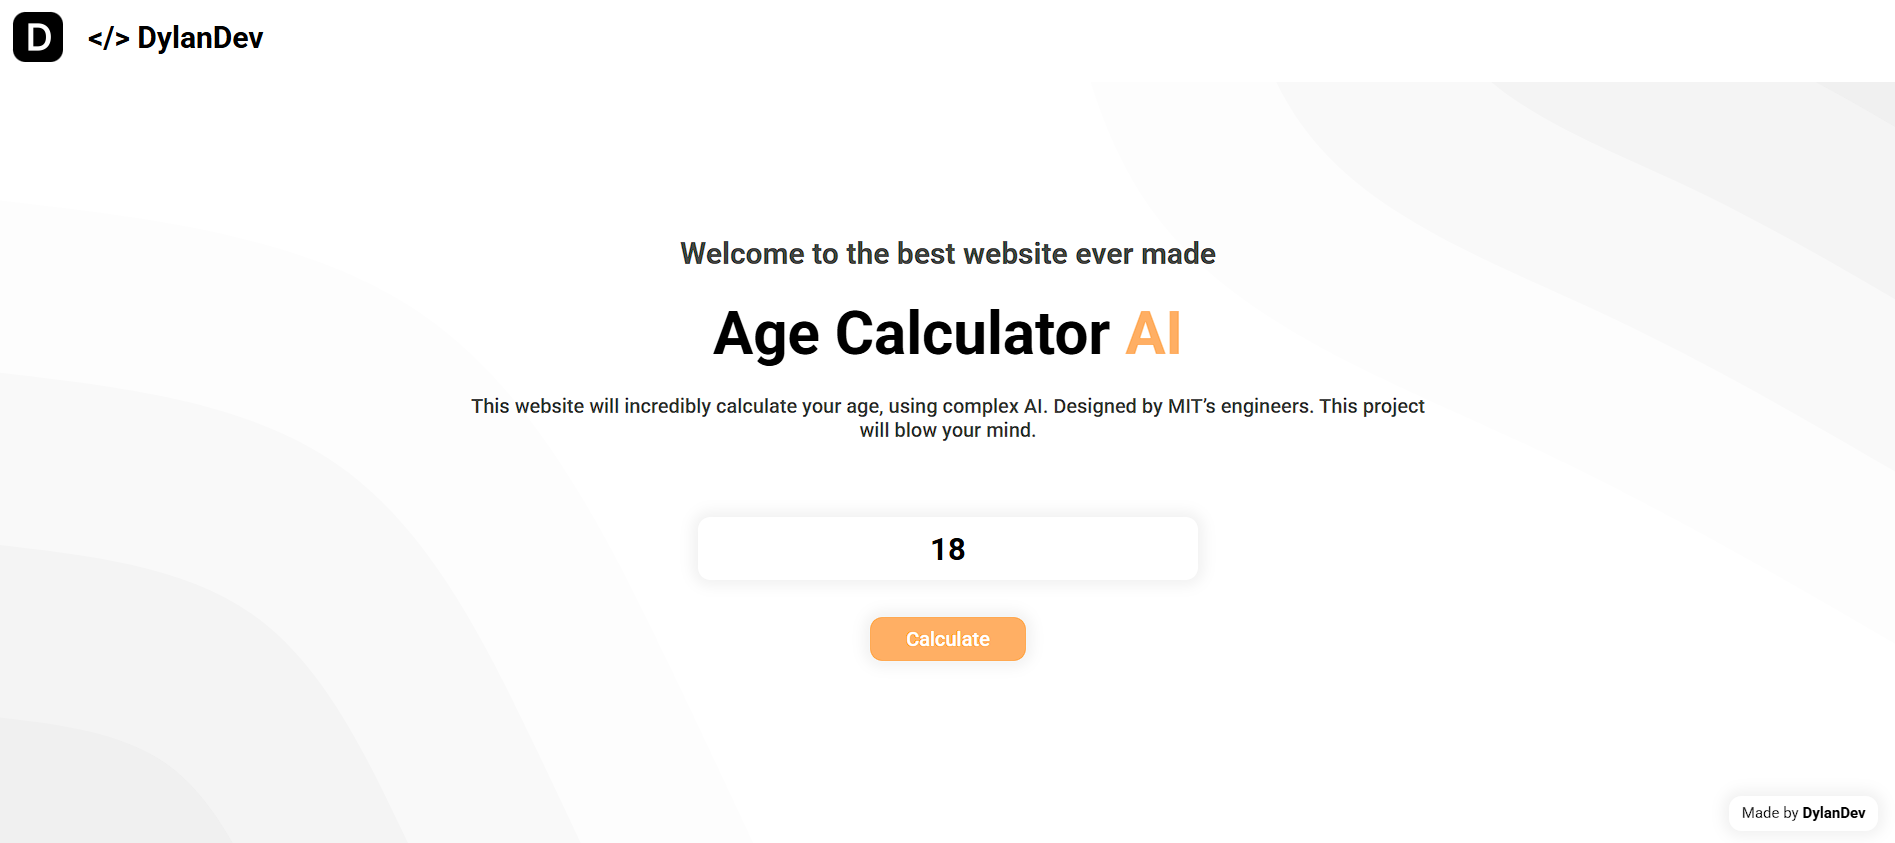 D
</> DylanDev
Welcome to the best website ever made
Age Calculator AI
This website will incredibly calculate your age, using complex AI. Designed by MIT’s engineers. This project
will blow your mind.
18
Calculate
Made by DylanDev